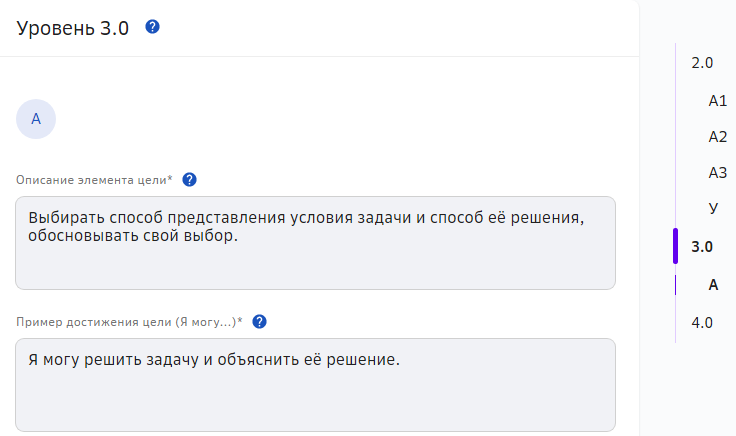 Уровень 3.0 ?
А
Описание элемента цели* ?
Выбирать способ представления условия задачи и способ её решения,
обосновывать свой выбор.
Пример достижения цели (Я могу...)* ?
Я могу решить задачу и объяснить её решение.
2.0
А1
А2
А3
У
3.0
А
4.0